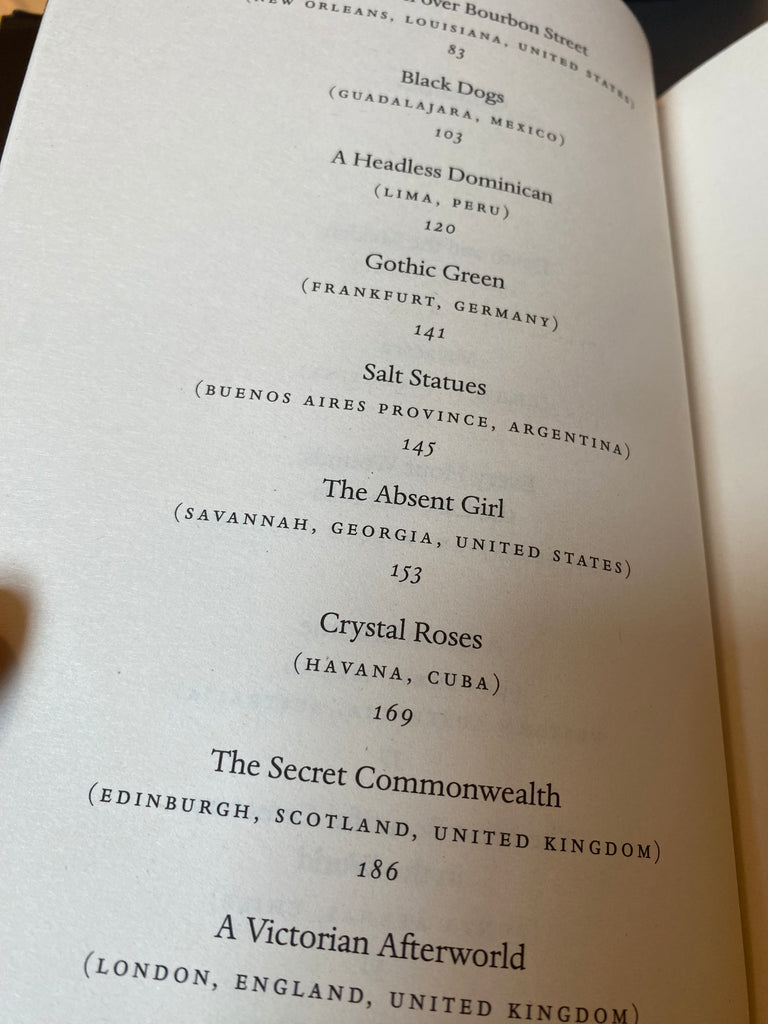 over Bourbon Street
(NEW ORLEANS, LOUISIANA, UNITED STATES)
83
Black Dogs
(GUADALAJARA, MEXICO)
103
A Headless Dominican
(LIMA, PERU)
120
Gothic Green
(FRANKFURT, GERMANY)
141
Salt Statues
(BUENOS AIRES PROVINCE, ARGENTINA)
145
The Absent Girl
(SAVANNAH, GEORGIA, UNITED STATES)
153
Crystal Roses
(HAVANA, CUBA)
169
The Secret Commonwealth
(EDINBURGH, SCOTLAND, UNITED KINGDOM)
186
A Victorian Afterworld
(LONDON, ENGLAND, UNITED KINGDOM)